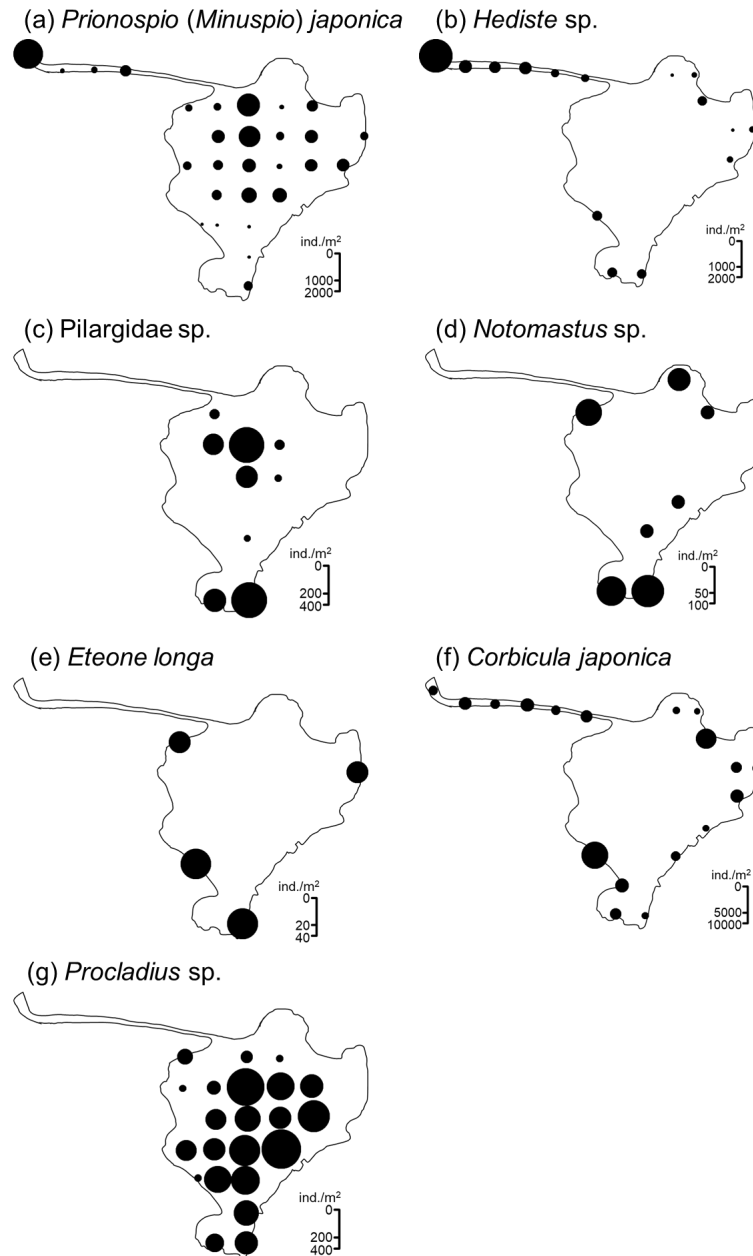 (a) Prionospio (Minuspio) japonica
ind./m2
0
1000
2000
(b) Hediste sp.
ind./m2
0
1000
2000
(c) Pilargidae sp.
ind./m2
0
200
400
(d) Notomastus sp.
ind./m2
0
50
100
(e) Eteone longa
ind./m2
0
20
40
(f) Corbicula japonica
ind./m2
0
5000
10000
(g) Procladius sp.
ind./m2
0
200
400